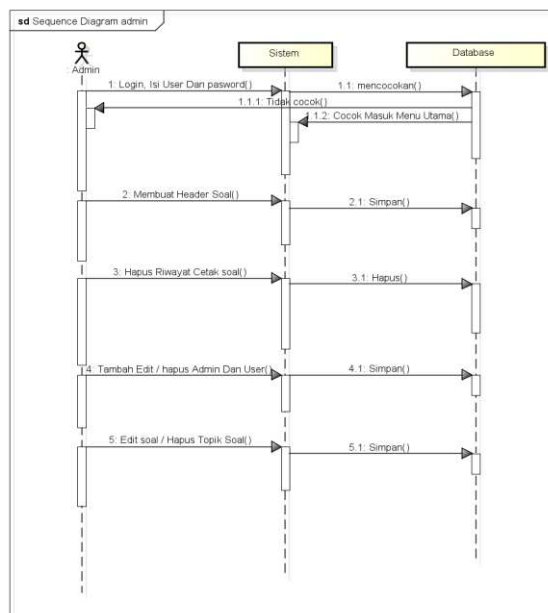 sd Sequence Diagram admin
Sistem
Database
: Admin
1: Login, Isi User Dan pasword()
1.1: mencocokan()
1.1.1: Tidak cocok()
1.1.2: Cocok Masuk Menu Utama()
2: Membuat Header Soal()
2.1: Simpan()
3: Hapus Riwayat Cetak soal()
3.1: Hapus()
4: Tambah Edit / hapus Admin Dan User()
4.1: Simpan()
5: Edit soal / Hapus Topik Soal()
5.1: Simpan()